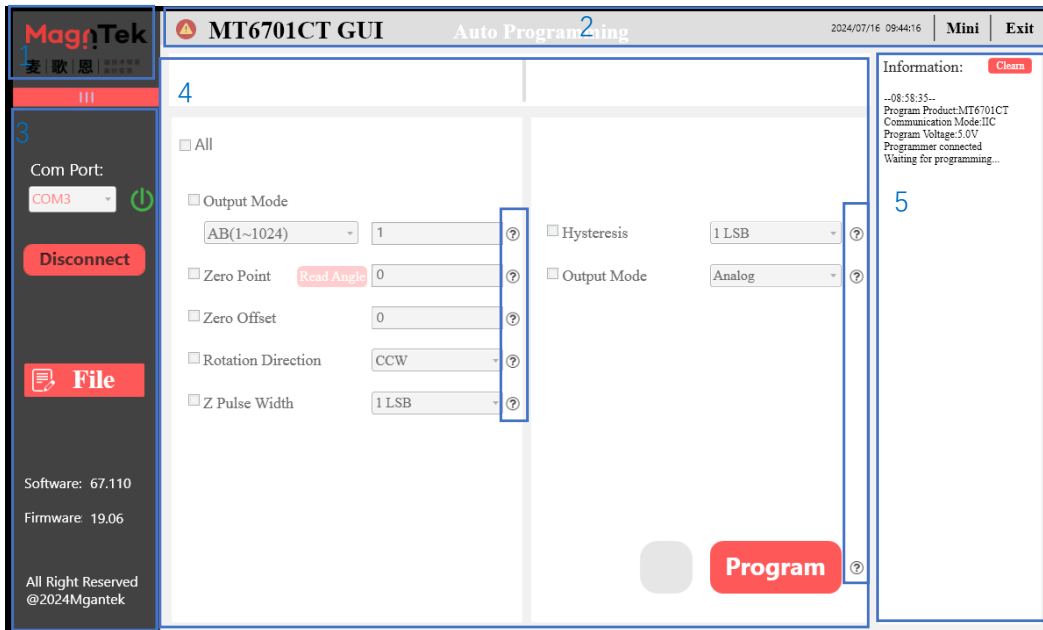 MagnTek
麦歌恩
1
MT6701CT GUI
Auto Programming
2
2024/07/16 09:44:16
Mini
Exit
3
Com Port:
COM3
Disconnect
File
Software: 67.110
Firmware: 19.06
All Right Reserved
@2024Mgantek
4
All
Output Mode
AB(1~1024) 1 ?
Zero Point Read Angle 0 ?
Zero Offset 0 ?
Rotation Direction CCW ?
Z Pulse Width 1 LSB ?
Hysteresis 1 LSB ?
Output Mode Analog ?
Program ?
Information: Clearn
--08:58:35--
Program Product:MT6701CT
Communication Mode:IIC
Program Voltage:5.0V
Programmer connected
Waiting for programming...
5